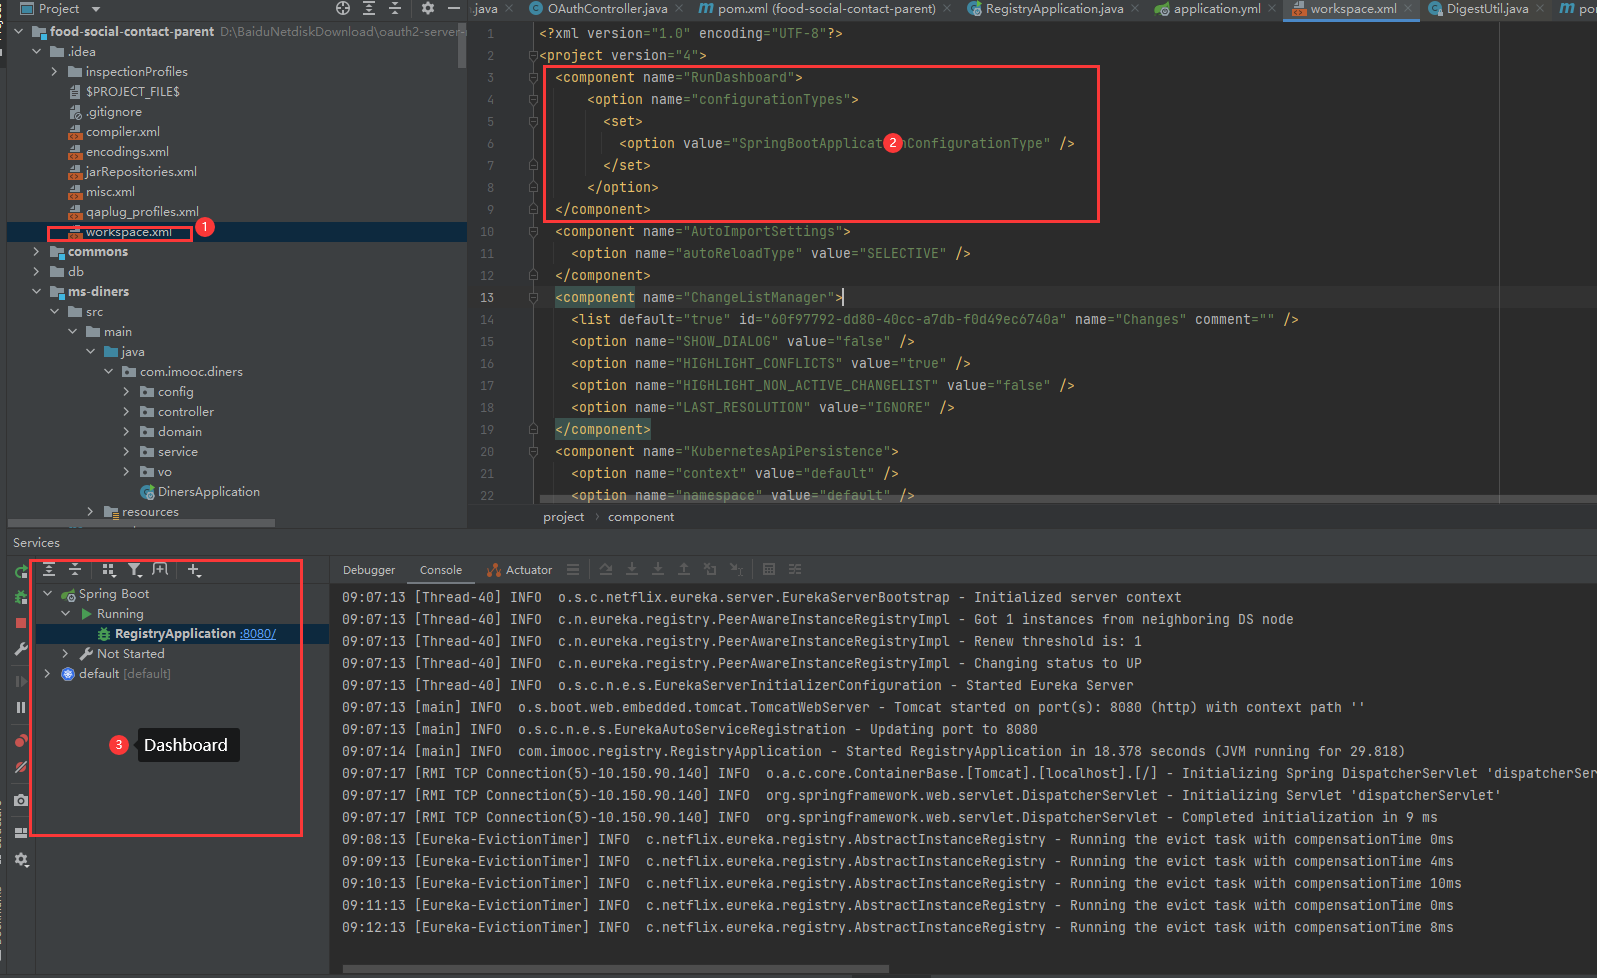 Project
.java
OAuthController.java
pom.xml (food-social-contact-parent)
RegistryApplication.java
application.yml
workspace.xml
DigestUtil.java
food-social-contact-parent D:\BaiduNetdiskDownload\oauth2-server-
.idea
inspectionProfiles
$PROJECT_FILE$
.gitignore
compiler.xml
encodings.xml
jarRepositories.xml
misc.xml
qaplug_profiles.xml
workspace.xml
1
commons
db
ms-diners
src
main
java
com.imooc.diners
config
controller
domain
service
vo
DinersApplication
resources
1 <?xml version="1.0" encoding="UTF-8"?>
2 <project version="4">
3 <component name="RunDashboard">
4 <option name="configurationTypes">
5 <set>
6 <option value="SpringBootApplicat 2 nConfigurationType" />
7 </set>
8 </option>
9 </component>
10 <component name="AutoImportSettings">
11 <option name="autoReloadType" value="SELECTIVE" />
12 </component>
13 <component name="ChangeListManager">
14 <list default="true" id="60f97792-dd80-40cc-a7db-f0d49ec6740a" name="Changes" comment="" />
15 <option name="SHOW_DIALOG" value="false" />
16 <option name="HIGHLIGHT_CONFLICTS" value="true" />
17 <option name="HIGHLIGHT_NON_ACTIVE_CHANGELIST" value="false" />
18 <option name="LAST_RESOLUTION" value="IGNORE" />
19 </component>
20 <component name="KubernetesApiPersistence">
21 <option name="context" value="default" />
22 <option name="namespace" value="default" />
project component
Services
Debugger Console Actuator
Spring Boot
Running
RegistryApplication :8080/
Not Started
default [default]
3 Dashboard
09:07:13 [Thread-40] INFO o.s.c.netflix.eureka.server.EurekaServerBootstrap - Initialized server context
09:07:13 [Thread-40] INFO c.n.e.registry.PeerAwareInstanceRegistryImpl - Got 1 instances from neighboring DS node
09:07:13 [Thread-40] INFO c.n.e.registry.PeerAwareInstanceRegistryImpl - Renew threshold is: 1
09:07:13 [Thread-40] INFO c.n.e.registry.PeerAwareInstanceRegistryImpl - Changing status to UP
09:07:13 [Thread-40] INFO o.s.c.n.e.s.EurekaServerInitializerConfiguration - Started Eureka Server
09:07:13 [main] INFO o.s.boot.web.embedded.tomcat.TomcatWebServer - Tomcat started on port(s): 8080 (http) with context path ''
09:07:13 [main] INFO o.s.c.n.e.s.EurekaAutoServiceRegistration - Updating port to 8080
09:07:14 [main] INFO com.imooc.registry.RegistryApplication - Started RegistryApplication in 18.378 seconds (JVM running for 29.818)
09:07:17 [RMI TCP Connection(5)-10.150.90.140] INFO o.a.c.core.ContainerBase.[Tomcat].[localhost].[/] - Initializing Spring DispatcherServlet 'dispatcherSer
09:07:17 [RMI TCP Connection(5)-10.150.90.140] INFO org.springframework.web.servlet.DispatcherServlet - Initializing Servlet 'dispatcherServlet'
09:07:17 [RMI TCP Connection(5)-10.150.90.140] INFO org.springframework.web.servlet.DispatcherServlet - Completed initialization in 9 ms
09:08:13 [Eureka-EvictionTimer] INFO c.netflix.eureka.registry.AbstractInstanceRegistry - Running the evict task with compensationTime 0ms
09:09:13 [Eureka-EvictionTimer] INFO c.netflix.eureka.registry.AbstractInstanceRegistry - Running the evict task with compensationTime 4ms
09:10:13 [Eureka-EvictionTimer] INFO c.netflix.eureka.registry.AbstractInstanceRegistry - Running the evict task with compensationTime 10ms
09:11:13 [Eureka-EvictionTimer] INFO c.netflix.eureka.registry.AbstractInstanceRegistry - Running the evict task with compensationTime 0ms
09:12:13 [Eureka-EvictionTimer] INFO c.netflix.eureka.registry.AbstractInstanceRegistry - Running the evict task with compensationTime 8ms